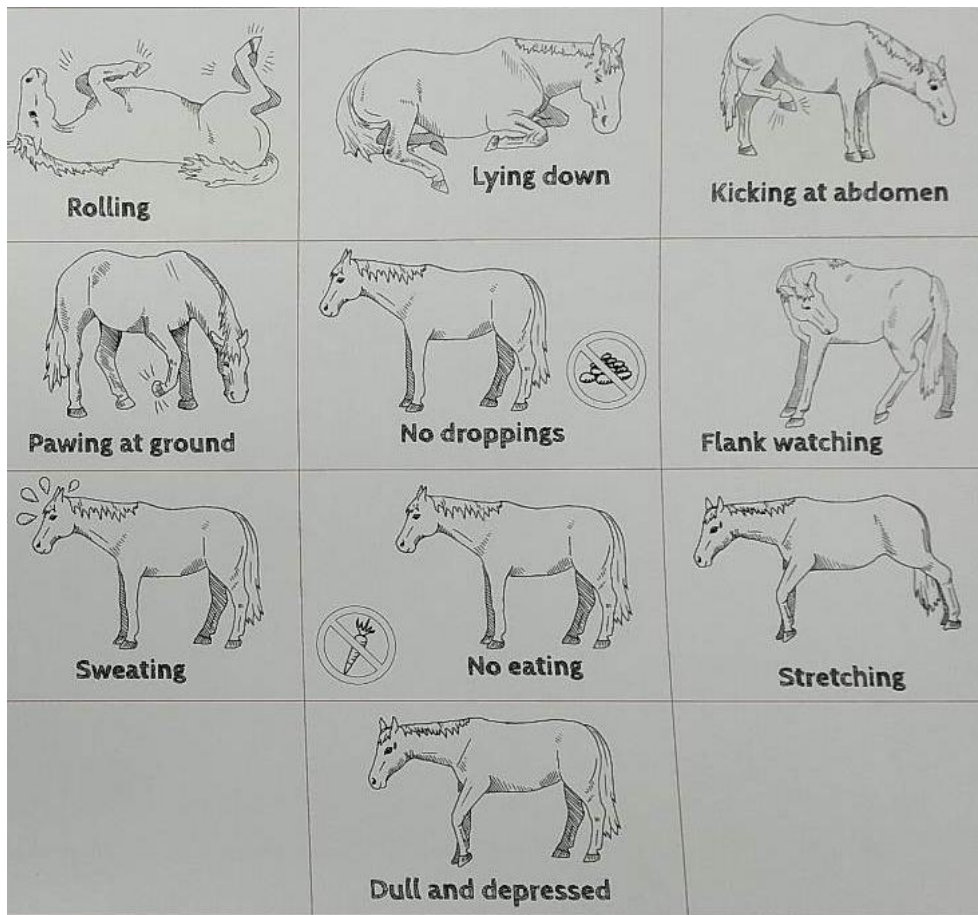 Rolling
Lying down
Kicking at abdomen
Pawing at ground
No droppings
Flank watching
Sweating
No eating
Stretching
Dull and depressed